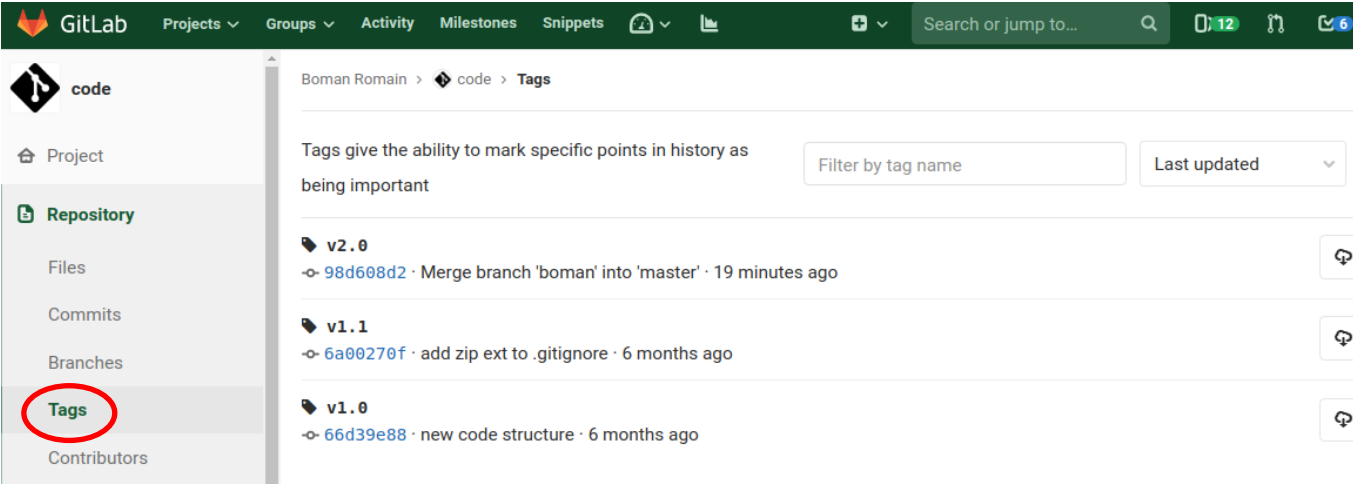 GitLab Projects Groups Activity Milestones Snippets Search or jump to... 12 6
code
Project
Repository
Files
Commits
Branches
Tags
Contributors
Boman Romain > code > Tags
Tags give the ability to mark specific points in history as
being important
Filter by tag name
Last updated
v2.0
98d608d2 · Merge branch 'boman' into 'master' · 19 minutes ago
v1.1
6a00270f · add zip ext to .gitignore · 6 months ago
v1.0
66d39e88 · new code structure · 6 months ago